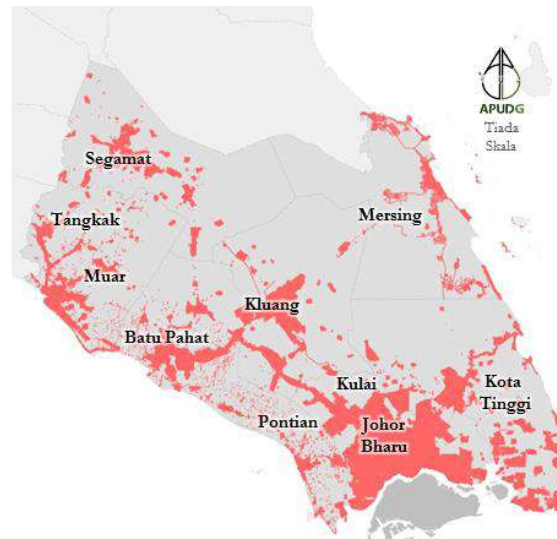 APUDG
Tiada
Skala
Segamat
Tangkak
Mersing
Muar
Kluang
Batu Pahat
Kulai
Kota
Tinggi
Pontian
Johor
Bharu